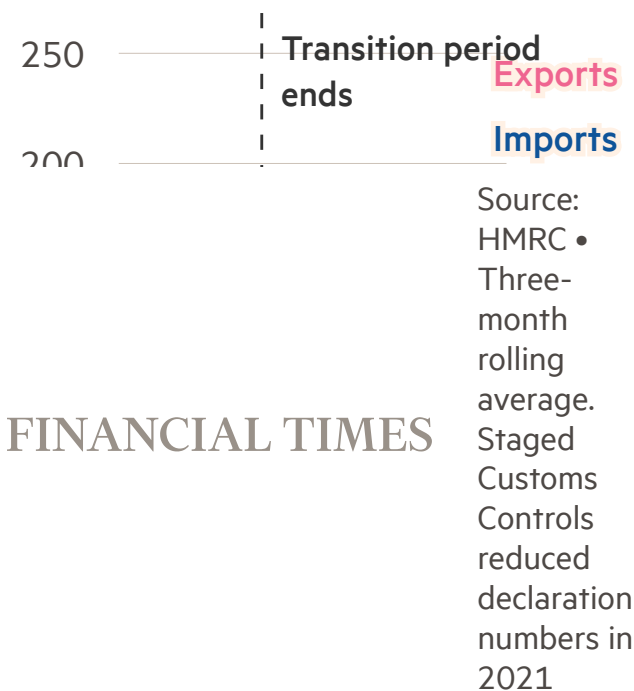 250
Transition period
ends
Exports
Imports
200
Source:
HMRC •
Three-
month
rolling
average.
Staged
Customs
Controls
reduced
declaration
numbers in
2021
FINANCIAL TIMES